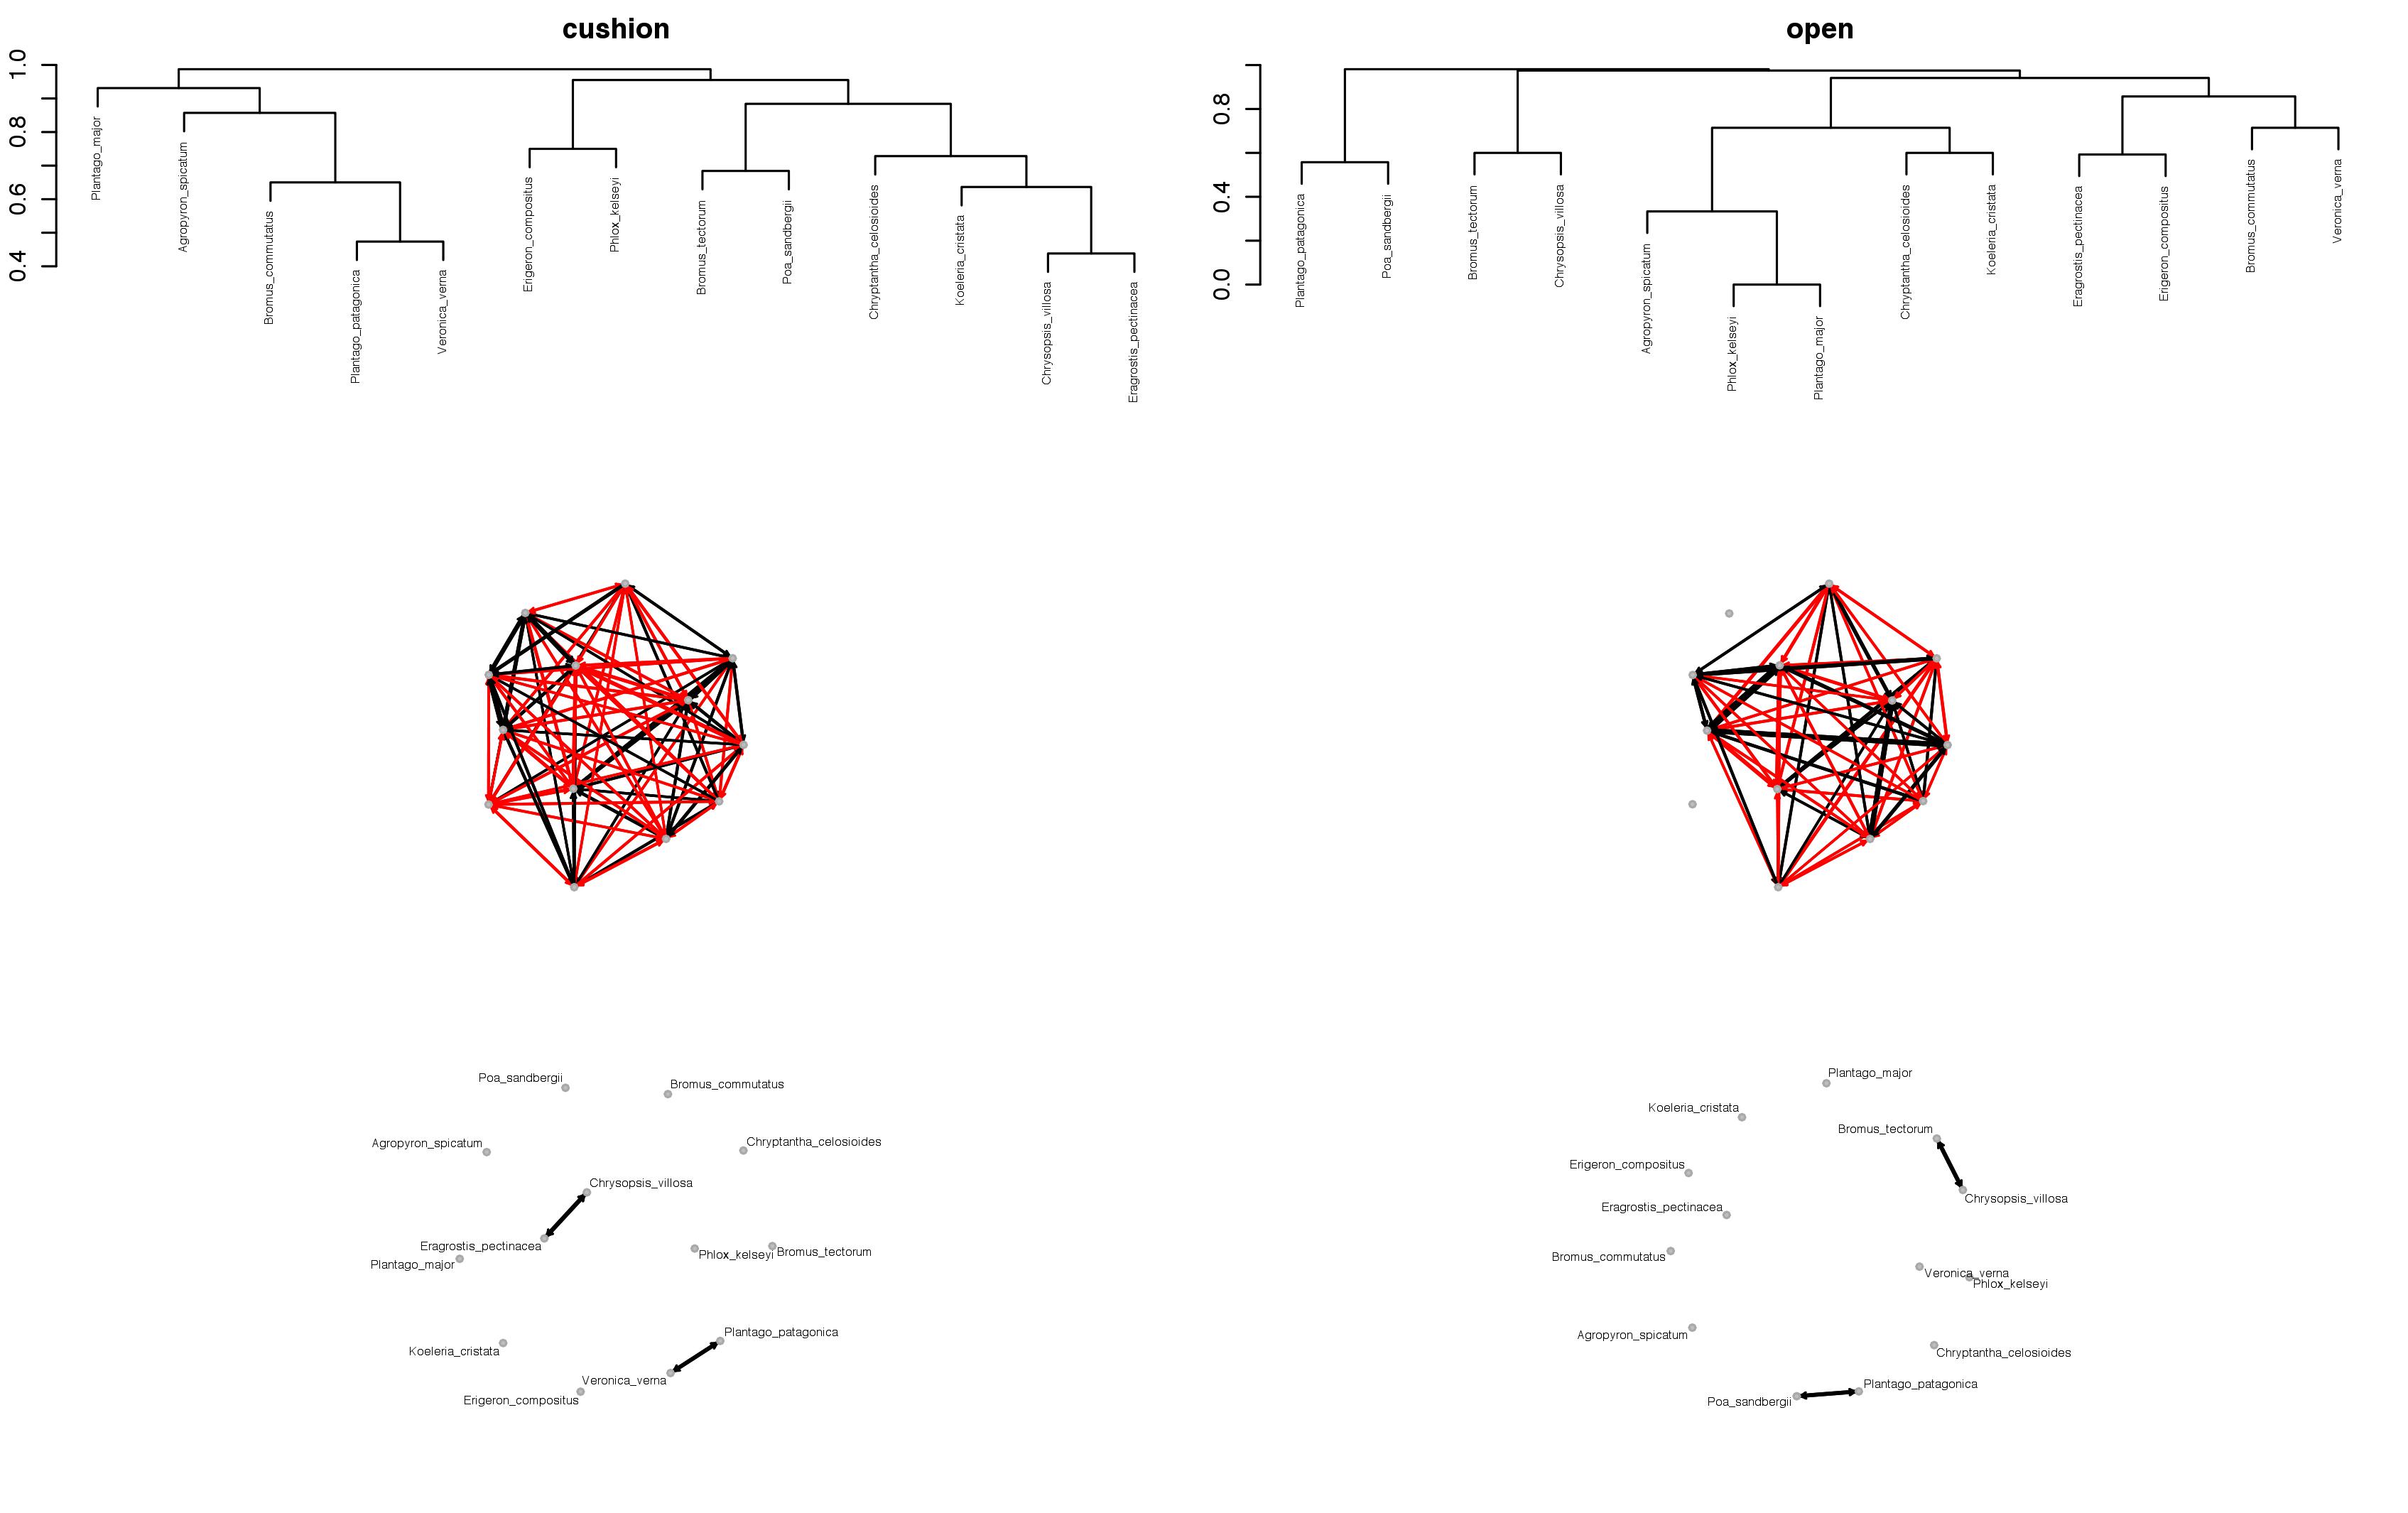 cushion
open
1.0
0.8
0.6
0.4
Plantago_major
Agropyron_spicatum
Bromus_commutatus
Plantago_patagonica
Veronica_verna
Erigeron_compositus
Phlox_kelseyi
Bromus_tectorum
Poa_sandbergii
Chryptantha_celosioides
Koeleria_cristata
Chrysopsis_villosa
Eragrostis_pectinacea
0.8
0.4
0.0
Plantago_patagonica
Poa_sandbergii
Bromus_tectorum
Chrysopsis_villosa
Agropyron_spicatum
Phlox_kelseyi
Plantago_major
Chryptantha_celosioides
Koeleria_cristata
Eragrostis_pectinacea
Erigeron_compositus
Bromus_commutatus
Veronica_verna
Poa_sandbergii
Bromus_commutatus
Agropyron_spicatum
Chryptantha_celosioides
Chrysopsis_villosa
Eragrostis_pectinacea
Phlox_kelseyi
Bromus_tectorum
Plantago_major
Plantago_patagonica
Koeleria_cristata
Veronica_verna
Erigeron_compositus
Plantago_major
Koeleria_cristata
Bromus_tectorum
Erigeron_compositus
Chrysopsis_villosa
Eragrostis_pectinacea
Bromus_commutatus
Veronica_verna
Phlox_kelseyi
Agropyron_spicatum
Chryptantha_celosioides
Plantago_patagonica
Poa_sandbergii